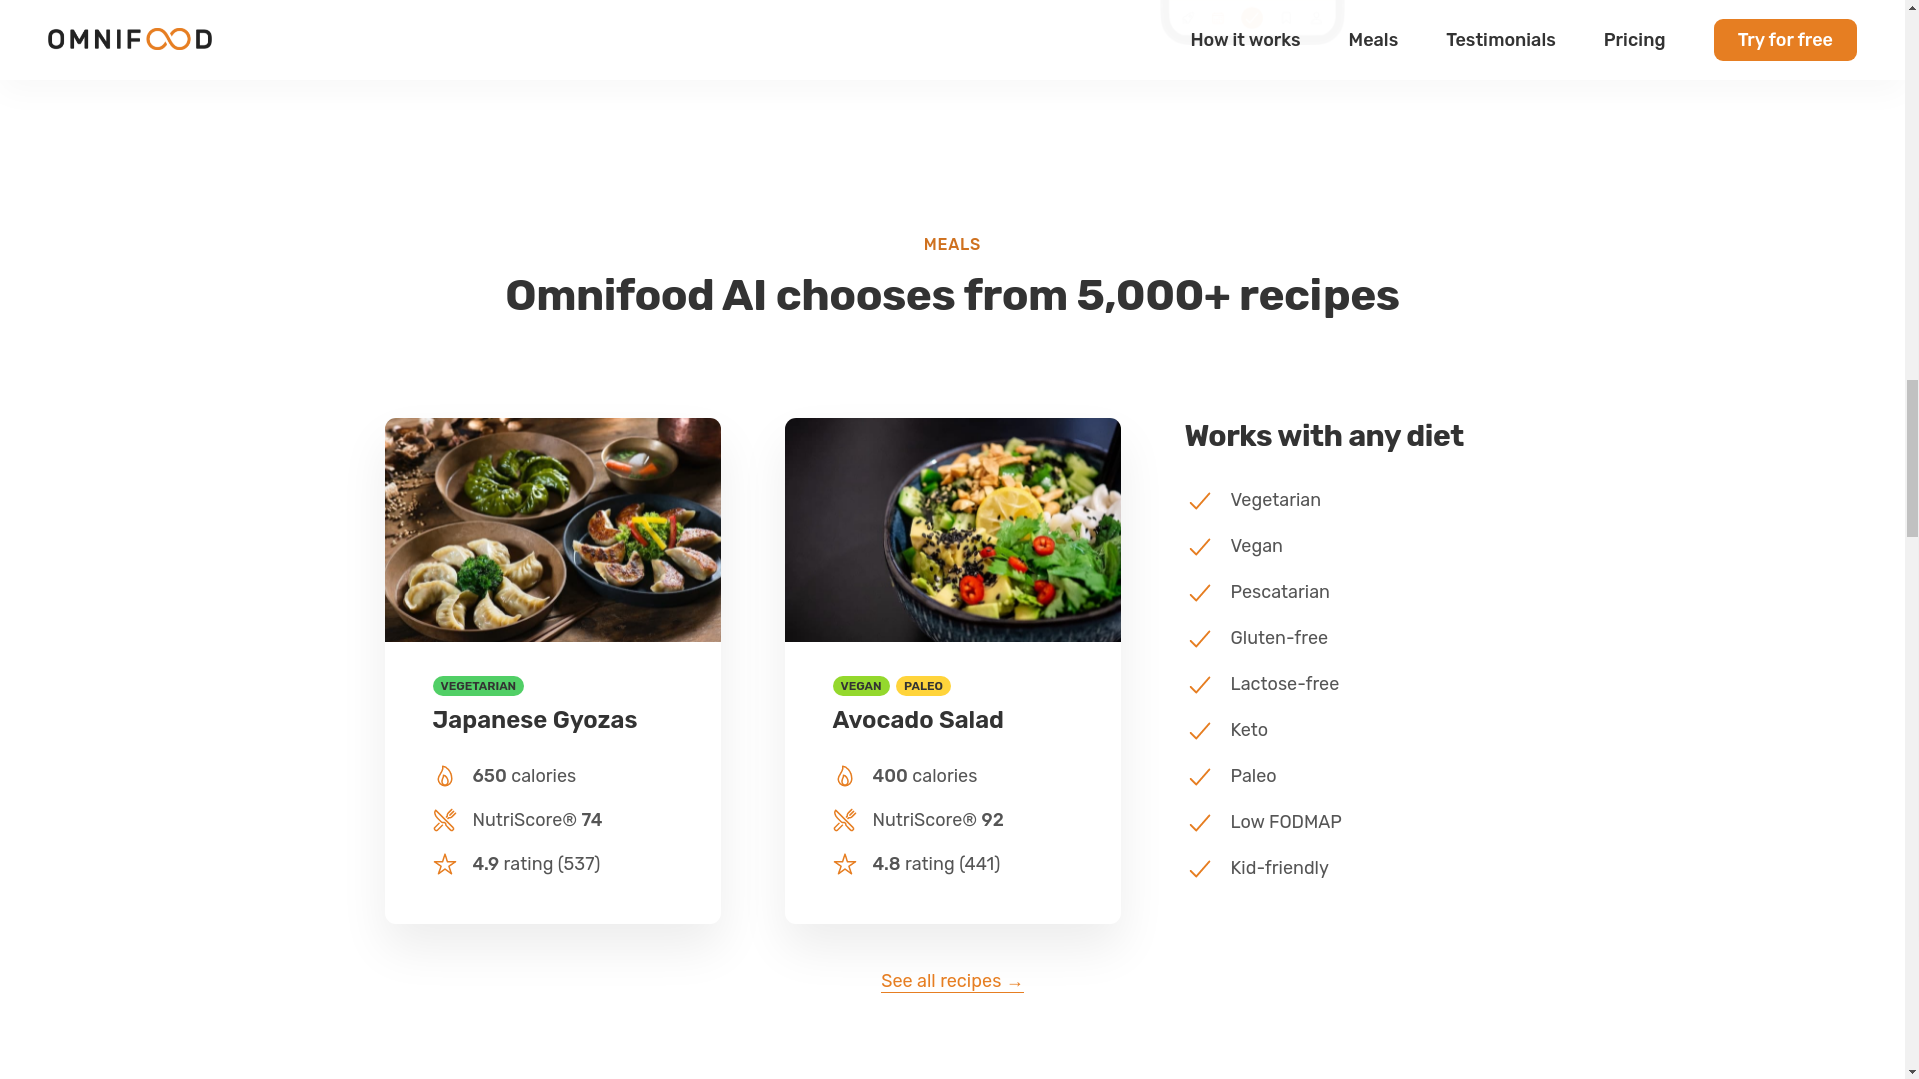 OMNIFOOD
How it works
Meals
Testimonials
Pricing
Try for free
MEALS
Omnifood AI chooses from 5,000+ recipes
VEGETARIAN
Japanese Gyozas
650 calories
NutriScore® 74
4.9 rating (537)
VEGAN PALEO
Avocado Salad
400 calories
NutriScore® 92
4.8 rating (441)
Works with any diet
Vegetarian
Vegan
Pescatarian
Gluten-free
Lactose-free
Keto
Paleo
Low FODMAP
Kid-friendly
See all recipes →